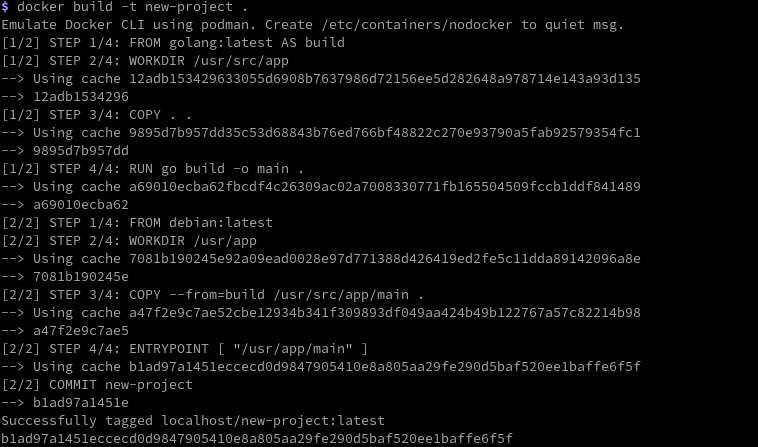 $ docker build -t new-project .
Emulate Docker CLI using podman. Create /etc/containers/nodocker to quiet msg.
[1/2] STEP 1/4: FROM golang:latest AS build
[1/2] STEP 2/4: WORKDIR /usr/src/app
--> Using cache 12adb153429633055d6908b7637986d72156ee5d282648a978714e143a93d135
--> 12adb1534296
[1/2] STEP 3/4: COPY . .
--> Using cache 9895d7b957dd35c53d68843b76ed766bf48822c270e93790a5fab92579354fc1
--> 9895d7b957dd
[1/2] STEP 4/4: RUN go build -o main .
--> Using cache a69010ecba62fbcdf4c26309ac02a7008330771fb165504509fccb1ddf841489
--> a69010ecba62
[2/2] STEP 1/4: FROM debian:latest
[2/2] STEP 2/4: WORKDIR /usr/app
--> Using cache 7081b190245e92a09ead0028e97d771388d426419ed2fe5c11dda89142096a8e
--> 7081b190245e
[2/2] STEP 3/4: COPY --from=build /usr/src/app/main .
--> Using cache a47f2e9c7ae52cbe12934b341f309893df049aa424b49b122767a57c82214b98
--> a47f2e9c7ae5
[2/2] STEP 4/4: ENTRYPOINT [ "/usr/app/main" ]
--> Using cache b1ad97a1451eccecd0d9847905410e8a805aa29fe290d5baf520ee1baffe6f5f
[2/2] COMMIT new-project
--> b1ad97a1451e
Successfully tagged localhost/new-project:latest
b1ad97a1451eccecd0d9847905410e8a805aa29fe290d5baf520ee1baffe6f5f